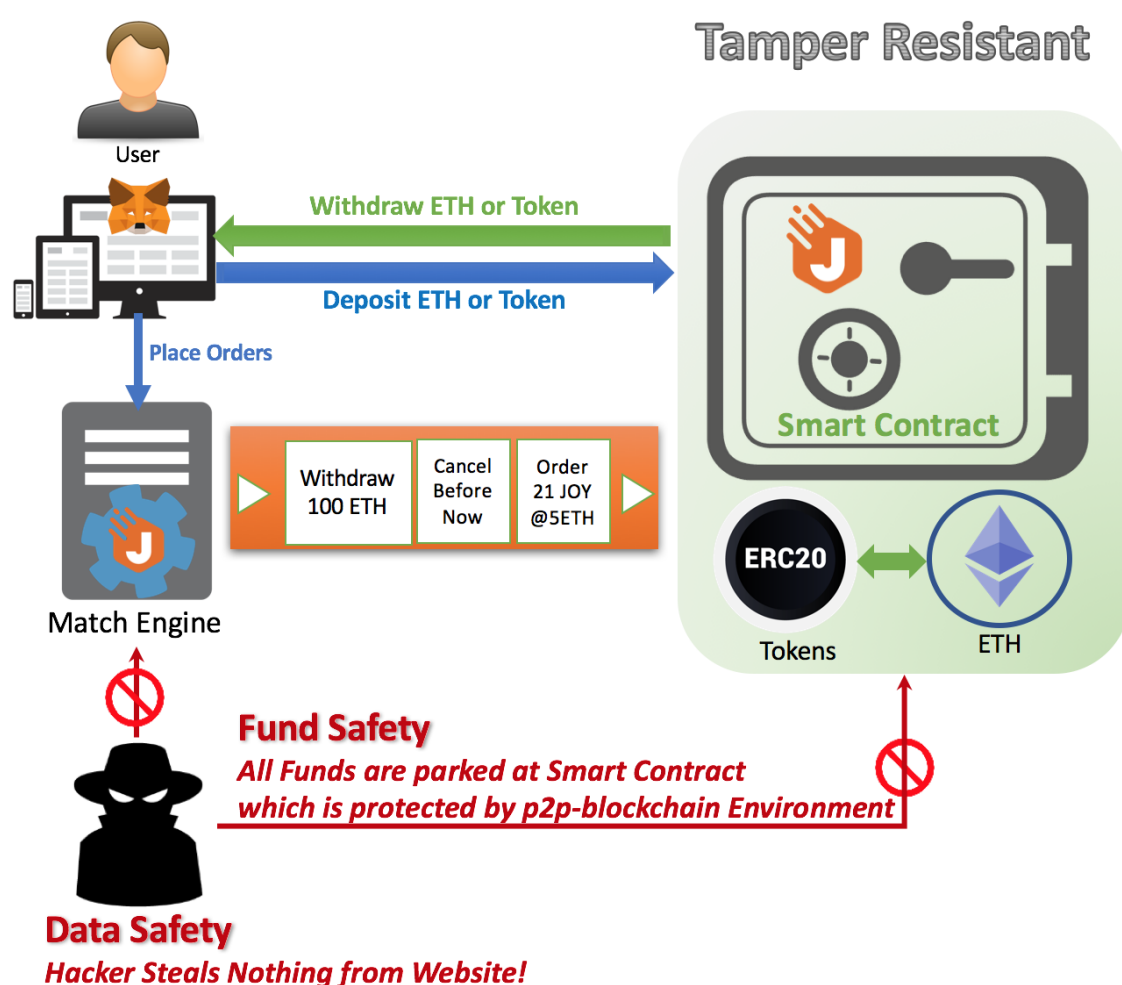 Tamper Resistant
User
Withdraw ETH or Token
Deposit ETH or Token
Place Orders
J
Smart Contract
Withdraw
100 ETH
Cancel
Before
Now
Order
21 JOY
@5ETH
J
Match Engine
ERC20
Tokens
ETH
Fund Safety
All Funds are parked at Smart Contract
which is protected by p2p-blockchain Environment
Data Safety
Hacker Steals Nothing from Website!